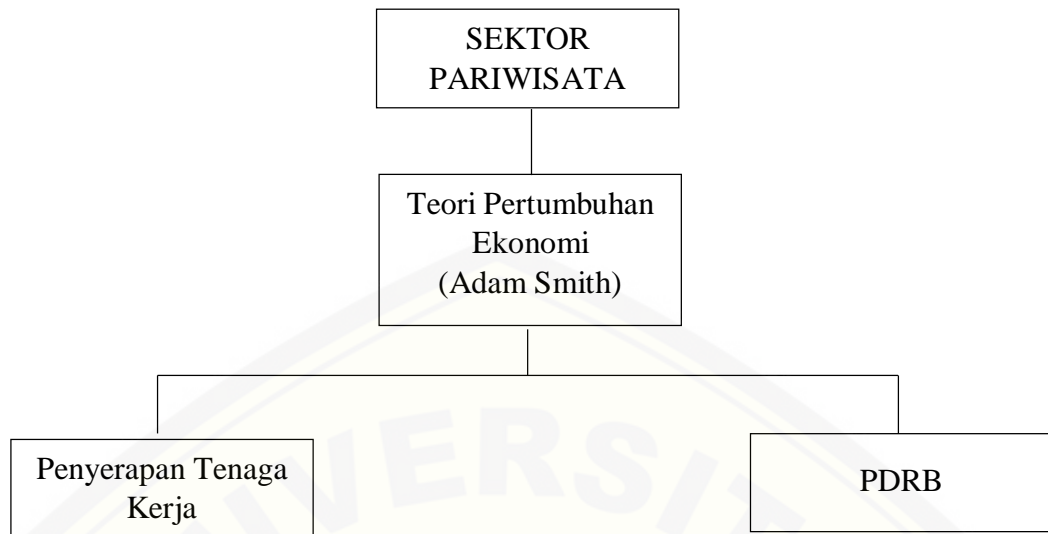 SEKTOR
PARIWISATA
Teori Pertumbuhan
Ekonomi
(Adam Smith)
Penyerapan Tenaga
Kerja
PDRB